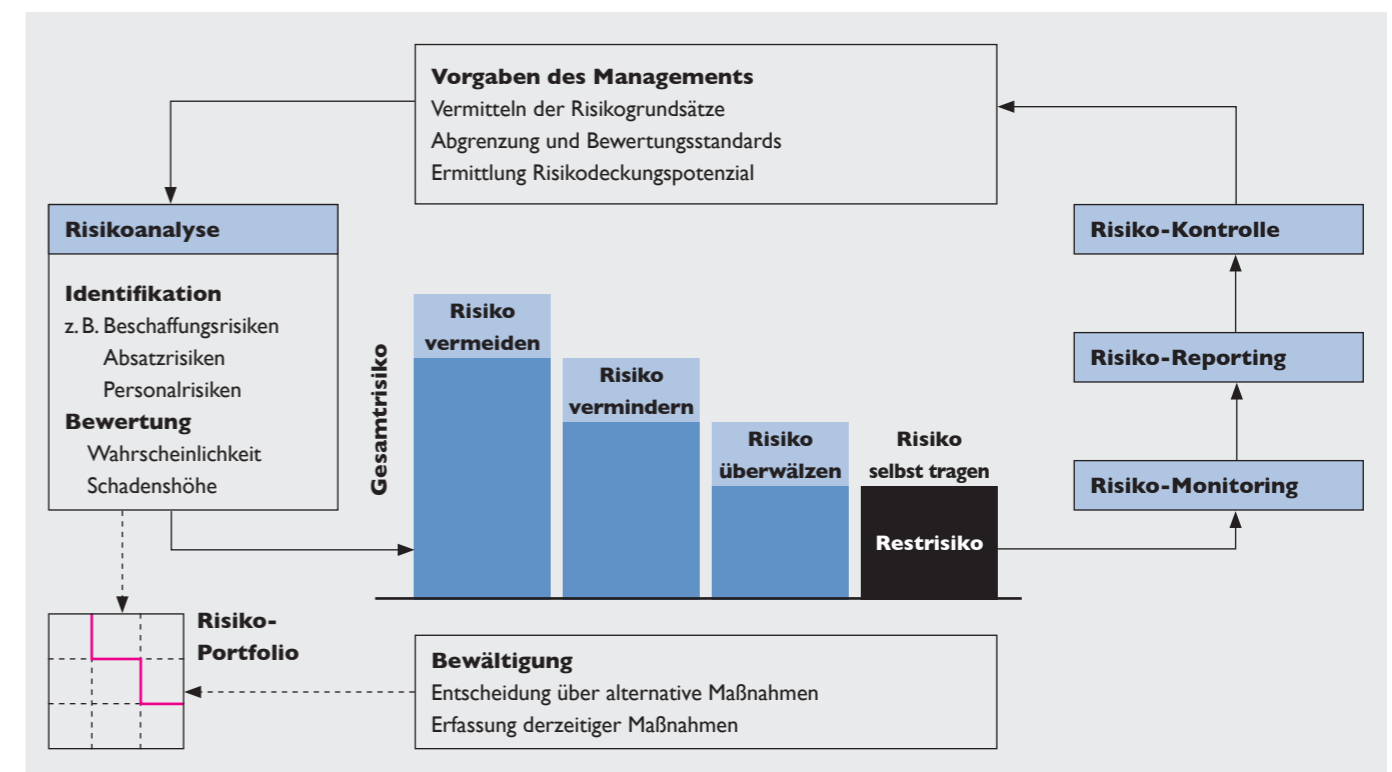 Vorgaben des Managements
Vermitteln der Risikogrundsätze
Abgrenzung und Bewertungsstandards
Ermittlung Risikodeckungspotenzial
Risikoanalyse
Identifikation
z. B. Beschaffungsrisiken
Absatzrisiken
Personalrisiken
Bewertung
Wahrscheinlichkeit
Schadenshöhe
Gesamtrisiko
Risiko
vermeiden
Risiko
vermindern
Risiko
überwälzen
Risiko
selbst tragen
Restrisiko
Risiko-Kontrolle
Risiko-Reporting
Risiko-Monitoring
Risiko-
Portfolio
Bewältigung
Entscheidung über alternative Maßnahmen
Erfassung derzeitiger Maßnahmen